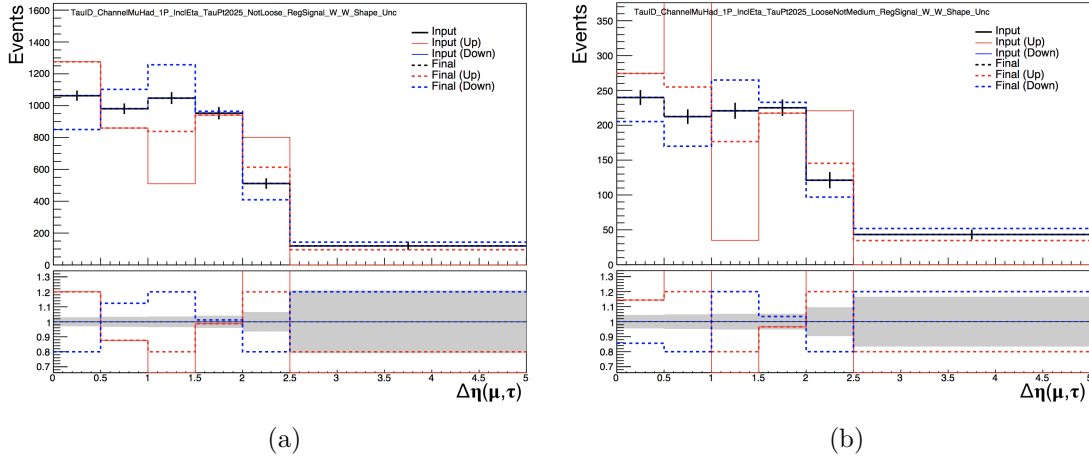 TauID_ChannelMuHad_1P_InclEta_TauPt2025_NotLoose_RegSignal_W_W_Shape_Unc
Events
1600
1400
1200
1000
800
600
400
200
0
Input
Input (Up)
Input (Down)
Final
Final (Up)
Final (Down)
1.3
1.2
1.1
1
0.9
0.8
0.7
0 0.5 1 1.5 2 2.5 3 3.5 4 4.5 5
Δη(μ,τ)
(a)
TauID_ChannelMuHad_1P_InclEta_TauPt2025_LooseNotMedium_RegSignal_W_W_Shape_Unc
Events
350
300
250
200
150
100
50
0
Input
Input (Up)
Input (Down)
Final
Final (Up)
Final (Down)
1.3
1.2
1.1
1
0.9
0.8
0.7
0 0.5 1 1.5 2 2.5 3 3.5 4 4.5 5
Δη(μ,τ)
(b)